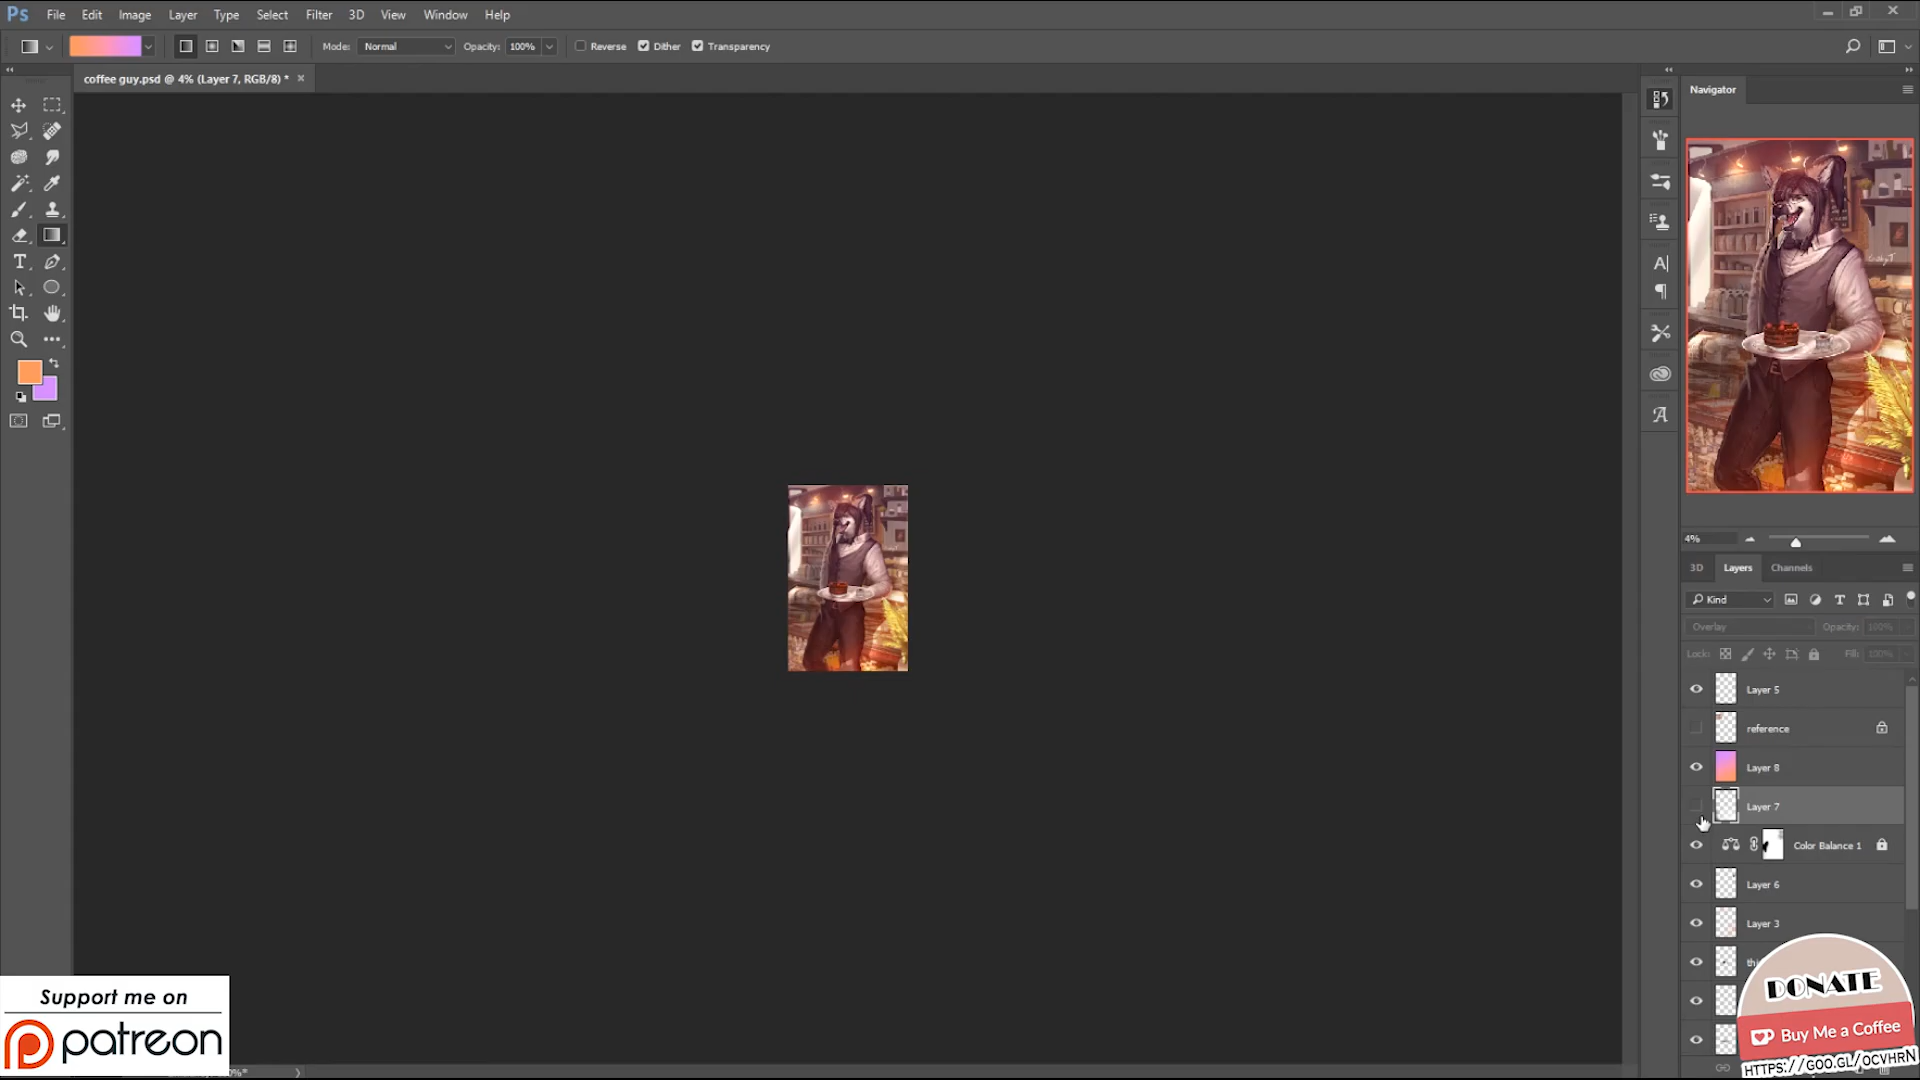 Ps File Edit Image Layer Type Select Filter 3D View Window Help
Mode: Normal Opacity: 100% Reverse Dither Transparency
coffee guy.psd @ 4% (Layer 7, RGB/8) *
Navigator
4%
3D Layers Channels
Kind
Overlay Opacity: 100%
Lock: Fill: 100%
Layer 5
reference
Layer 8
Layer 7
Color Balance 1
Layer 6
Layer 3
Support me on
patreon
DONATE
Buy Me a Coffee
HTTPS://GOO.GL/OCVHRN